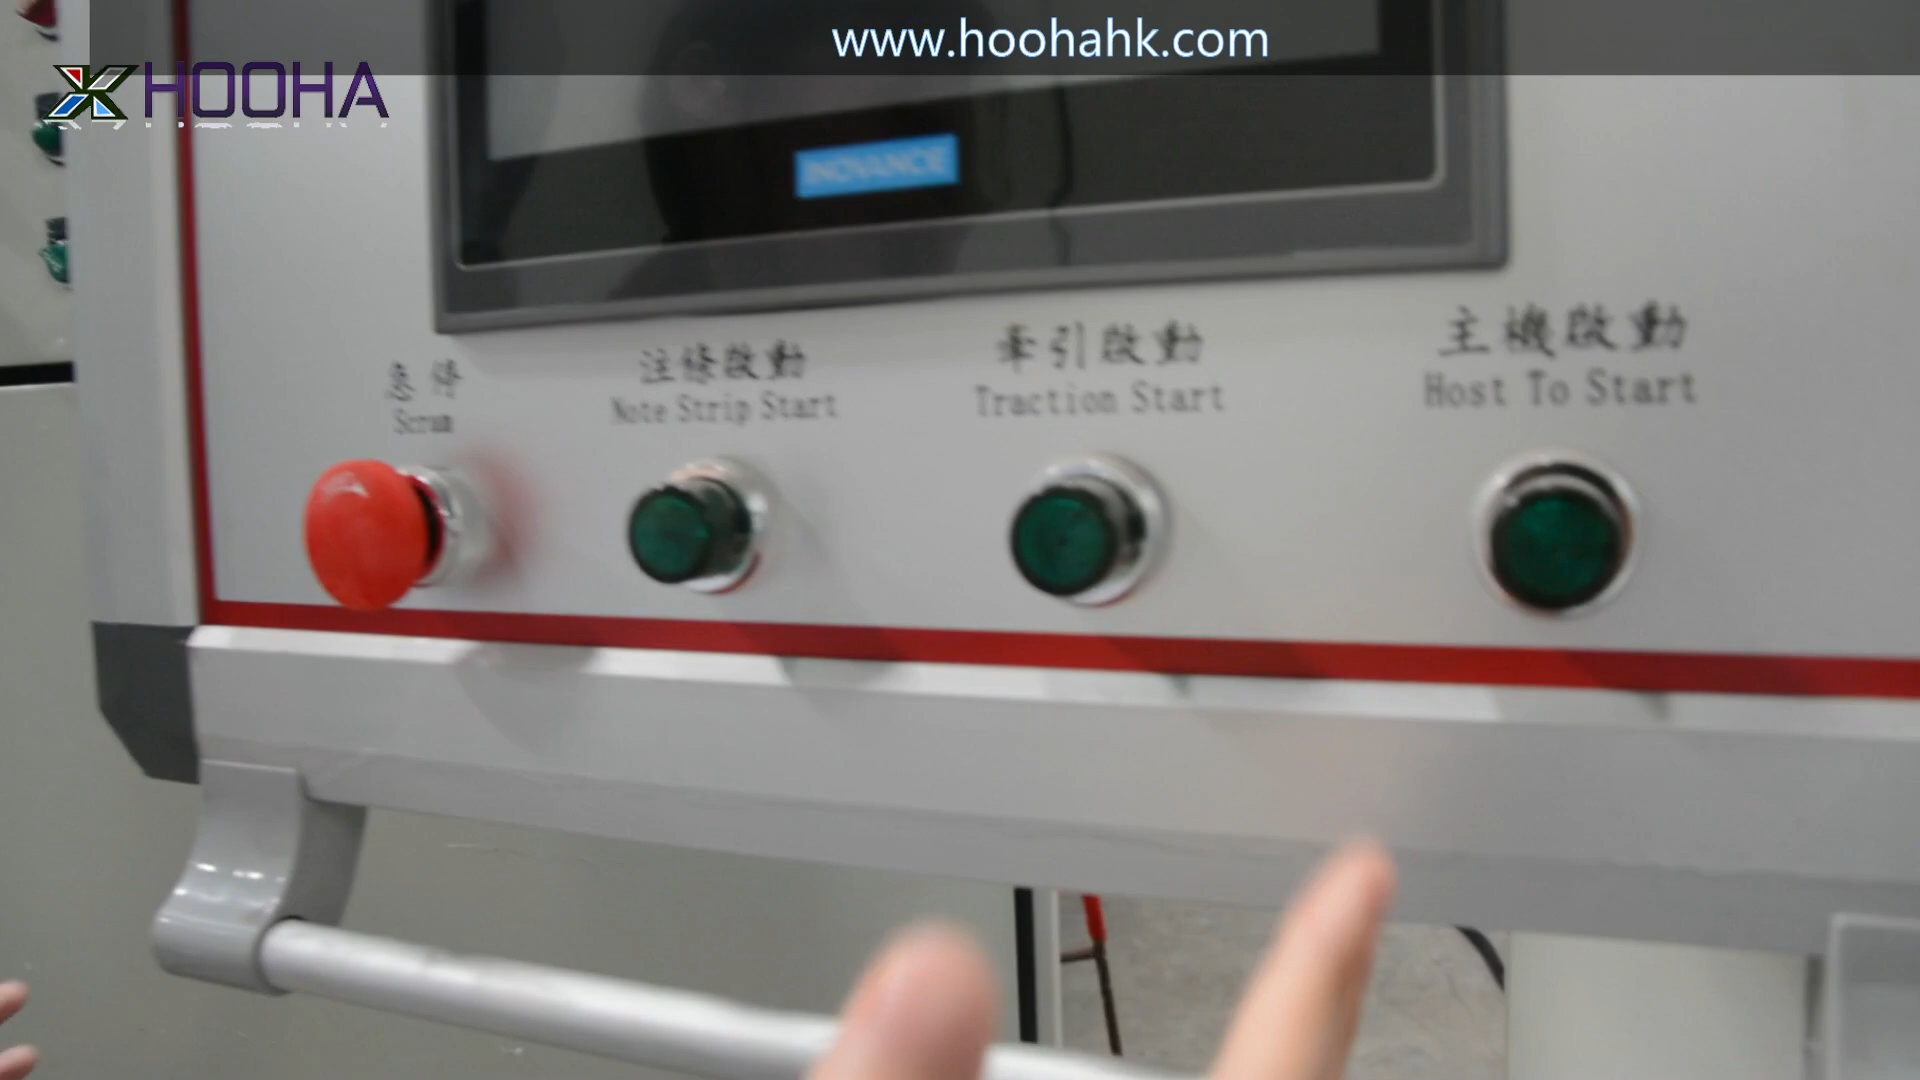 www.hoohahk.com
HOOHA
INOVANCE
急停
Scram
注條啟動
Note Strip Start
牽引啟動
Traction Start
主機啟動
Host To Start